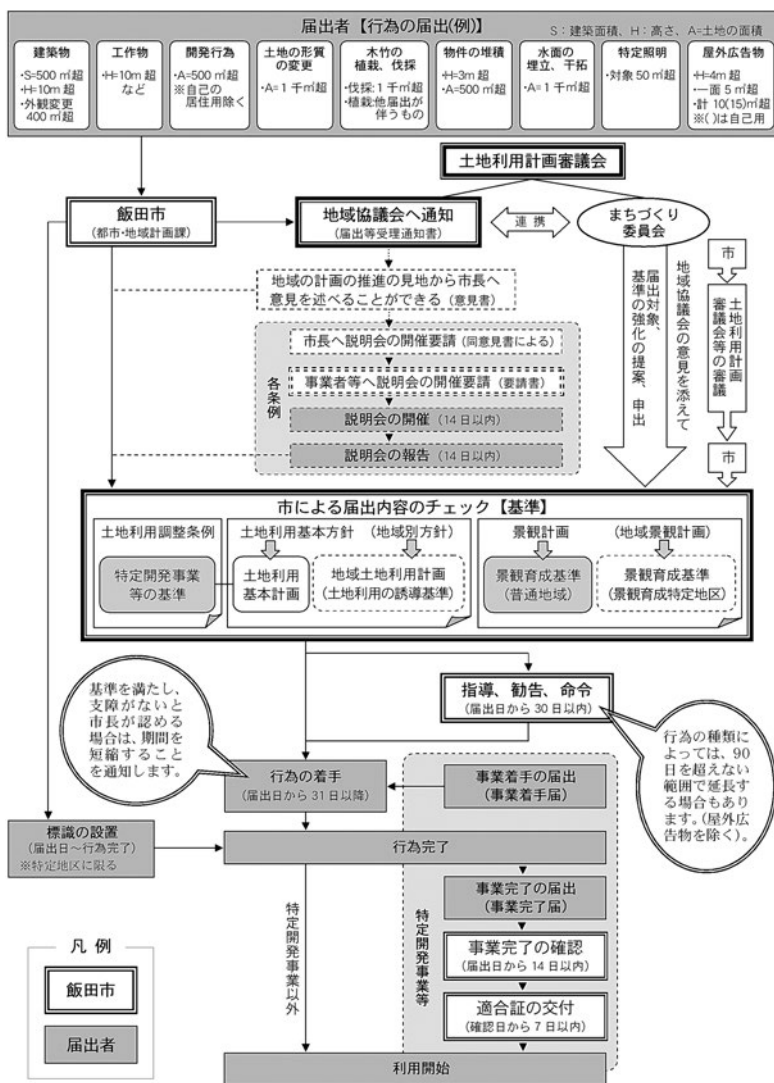 届出者【行為の届出(例)】
S：建築面積、H：高さ、A=土地の面積
建築物
・S=500㎡超
・H=10m超
・外観変更
400㎡超
工作物
・H=10m超
など
開発行為
・A=500㎡超
※自己の
居住用除く
土地の形質
の変更
・A=1千㎡超
木竹の
植栽、伐採
・伐採：1千㎡超
・植栽：他届出が
伴うもの
物件の堆積
・H=3m超
・A=500㎡超
水面の
埋立、干拓
・A=1千㎡超
特定照明
・対象50㎡超
屋外広告物
・H=4m超
・一面5㎡超
・計10(15)㎡超
※( )は自己用
土地利用計画審議会
飯田市
(都市・地域計画課)
地域協議会へ通知
(届出等受理通知書)
連携
まちづくり
委員会
地域の計画の推進の見地から市長へ
意見を述べることができる(意見書)
各条例
市長へ説明会の開催要請(同意見書による)
事業者等へ説明会の開催要請(要請書)
説明会の開催(14日以内)
説明会の報告(14日以内)
地域協議会の意見を添えて
届出対象、
基準の強化の提案、申出
市
土地利用計画
審議会等の審議
市
市による届出内容のチェック【基準】
土地利用調整条例
特定開発事業
等の基準
土地利用基本方針
(地域別方針)
土地利用
基本計画
地域土地利用計画
(土地利用の誘導基準)
景観計画
(地域景観計画)
景観育成基準
(普通地域)
景観育成基準
(景観育成特定地区)
基準を満たし、
支障がないと
市長が認める
場合は、期間を
短縮すること
を通知します。
指導、勧告、命令
(届出日から30日以内)
行為の種類に
よっては、90
日を超えない
範囲で延長する
場合もあり
ます。(屋外広
告物を除く)。
行為の着手
(届出日から31日以降)
事業着手の届出
(事業着手届)
標識の設置
(届出日〜行為完了)
※特定地区に限る
行為完了
特定開発事業以外
特定開発事業等
事業完了の届出
(事業完了届)
事業完了の確認
(届出日から14日以内)
適合証の交付
(確認日から7日以内)
利用開始
凡例
飯田市
届出者